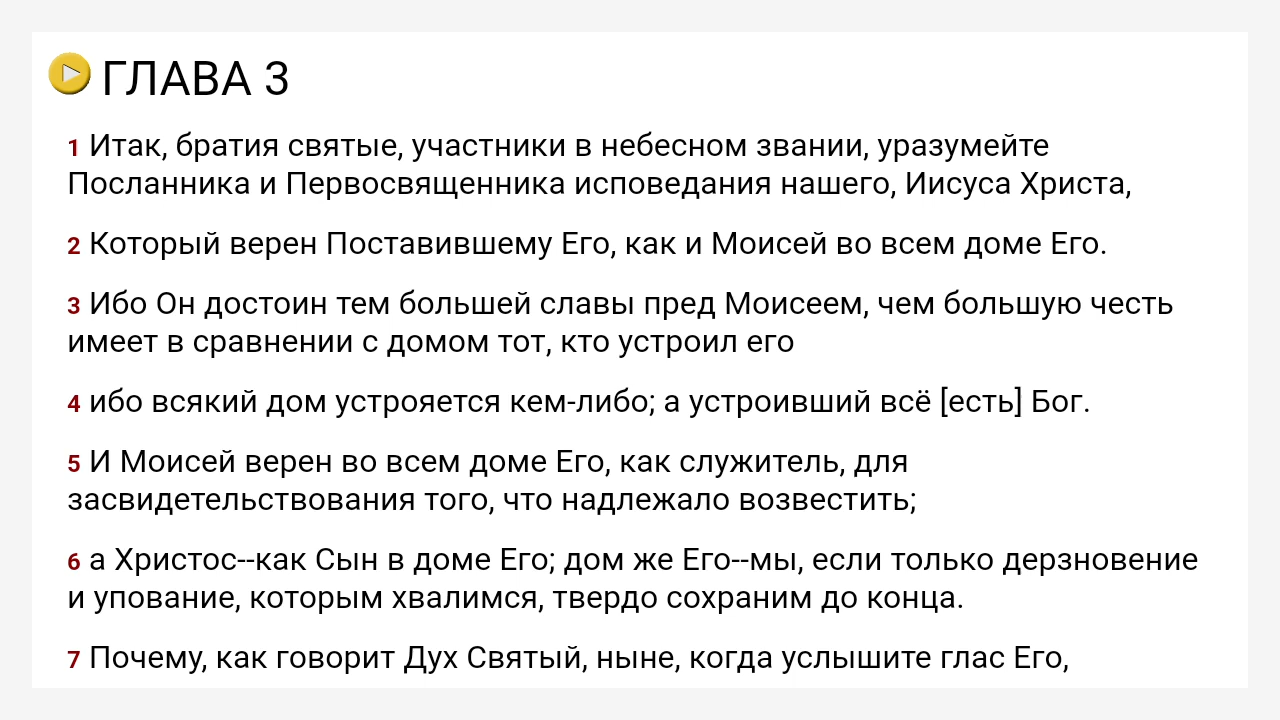 ГЛАВА 3
1 Итак, братия святые, участники в небесном звании, уразумейте
Посланника и Первосвященника исповедания нашего, Иисуса Христа,
2 Который верен Поставившему Его, как и Моисей во всем доме Его.
3 Ибо Он достоин тем большей славы пред Моисеем, чем большую честь
имеет в сравнении с домом тот, кто устроил его
4 ибо всякий дом устрояется кем-либо; а устроивший всё [есть] Бог.
5 И Моисей верен во всем доме Его, как служитель, для
засвидетельствования того, что надлежало возвестить;
6 а Христос--как Сын в доме Его; дом же Его--мы, если только дерзновение
и упование, которым хвалимся, твердо сохраним до конца.
7 Почему, как говорит Дух Святый, ныне, когда услышите глас Его,